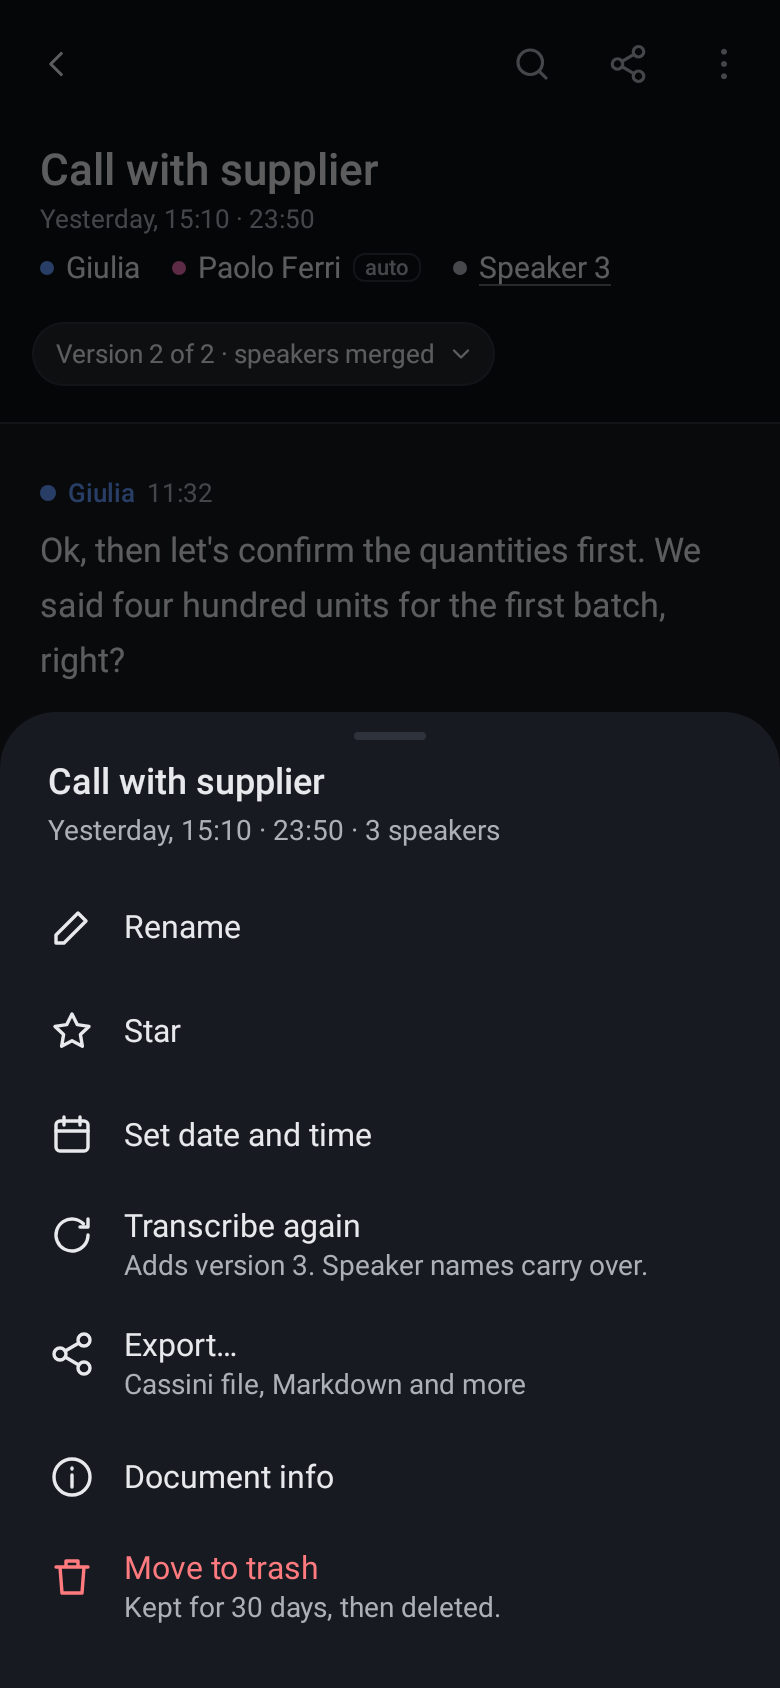 Call with supplier
Yesterday, 15:10 · 23:50
Giulia Paolo Ferri auto Speaker 3
Version 2 of 2 · speakers merged
Giulia 11:32
Ok, then let's confirm the quantities first. We
said four hundred units for the first batch,
right?
Call with supplier
Yesterday, 15:10 · 23:50 · 3 speakers
Rename
Star
Set date and time
Transcribe again
Adds version 3. Speaker names carry over.
Export…
Cassini file, Markdown and more
Document info
Move to trash
Kept for 30 days, then deleted.